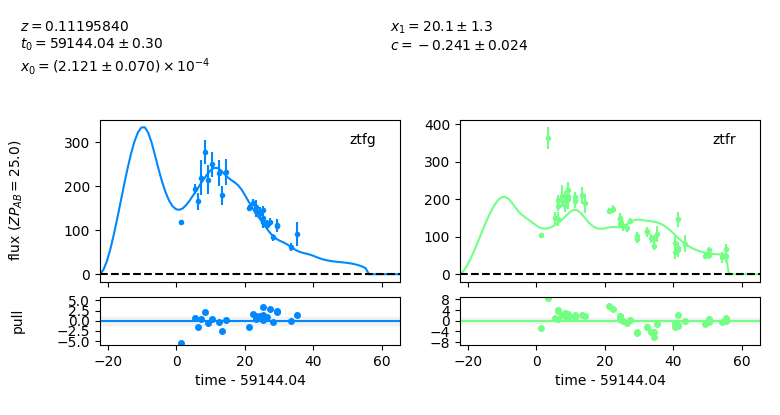 z = 0.11195840
t₀ = 59144.04 ± 0.30
x₀ = (2.121 ± 0.070) × 10⁻⁴
x₁ = 20.1 ± 1.3
c = −0.241 ± 0.024
flux (ZP_AB = 25.0)
300
200
100
0
ztfg
400
300
200
100
0
ztfr
pull
5.0
2.5
0.0
−2.5
−5.0
8
4
0
−4
−8
−20 0 20 40 60
−20 0 20 40 60
time - 59144.04
time - 59144.04